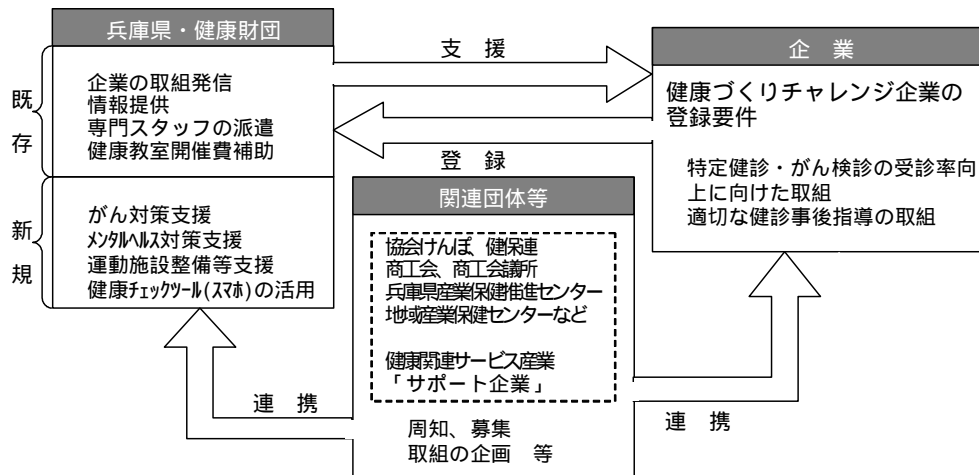 兵庫県・健康財団
既存
企業の取組発信
情報提供
専門スタッフの派遣
健康教室開催費補助
新規
がん対策支援
ﾒﾝﾀﾙﾍﾙｽ対策支援
運動施設整備等支援
健康ﾁｪｯｸﾂｰﾙ(ｽﾏﾎ)の活用
支 援
登 録
企 業
健康づくりチャレンジ企業の
登録要件
特定健診・がん検診の受診率向
上に向けた取組
適切な健診事後指導の取組
関連団体等
協会けんぽ、健保連
商工会、商工会議所
兵庫県産業保健推進センター
地域産業保健センターなど
健康関連サービス産業
「サポート企業」
周知、募集
取組の企画 等
連 携
連 携